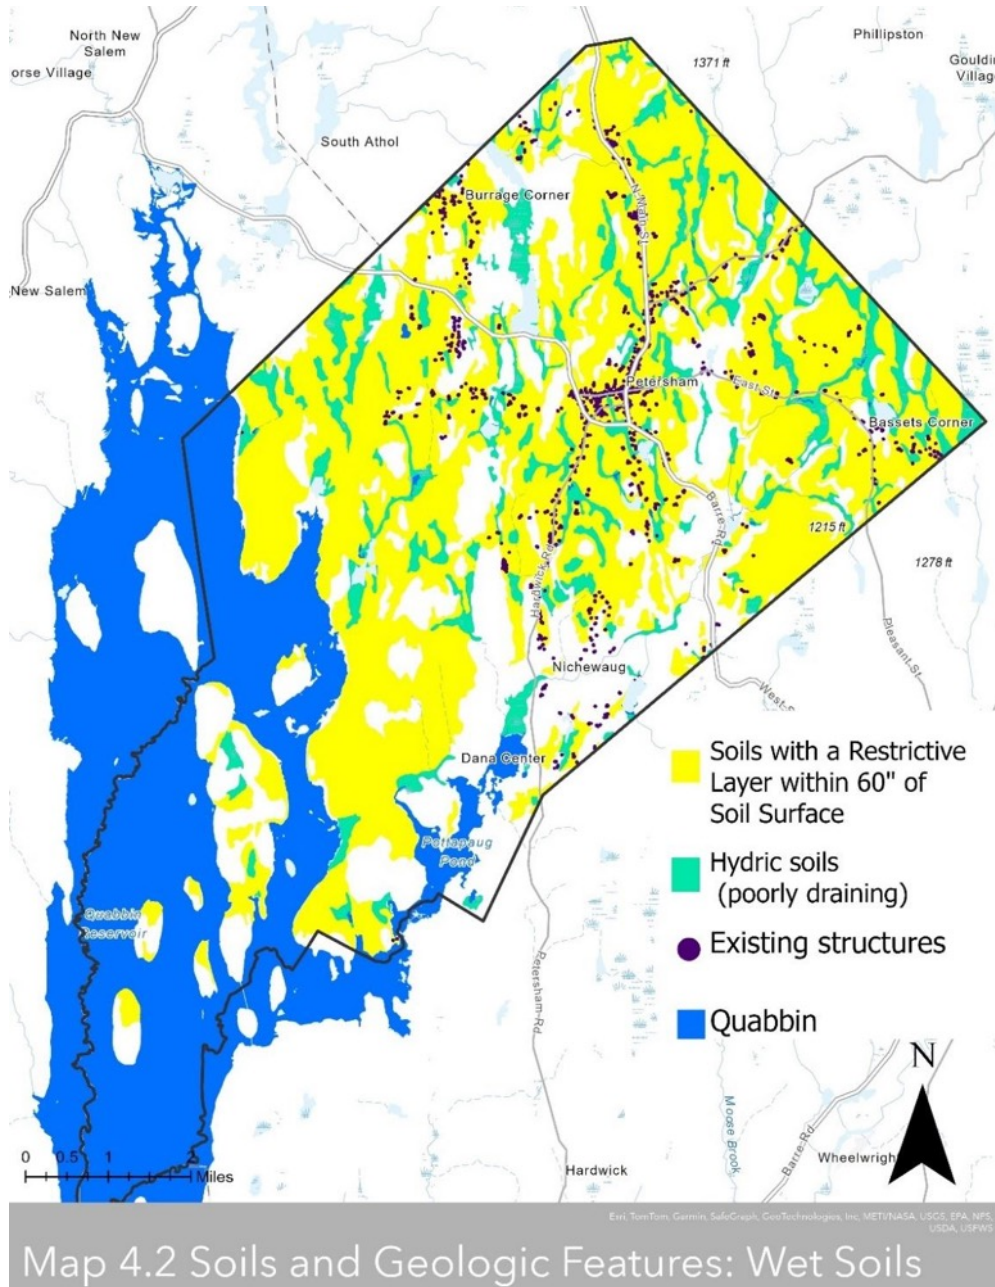 North New
Salem
Phillipston
orse Village
1371 ft
Gouldin
Village
South Athol
Burrage Corner
N Main St
New Salem
Petersham
East St
Bassets Corner
Barre Rd
1215 ft
1278 ft
Hardwick Rd
Pleasant St
Nichewaug
West S
Dana Center
Pottapaug
Pond
Quabbin
Reservoir
Soils with a Restrictive
Layer within 60" of
Soil Surface
Hydric soils
(poorly draining)
Existing structures
Quabbin
Petersham Rd
N
0 0.5 1 2
Miles
Moose Brook
Barre Rd
Wheelwrigh
Hardwick
Esri, TomTom, Garmin, SafeGraph, GeoTechnologies, Inc, METI/NASA, USGS, EPA, NPS,
USDA, USFWS
Map 4.2 Soils and Geologic Features: Wet Soils